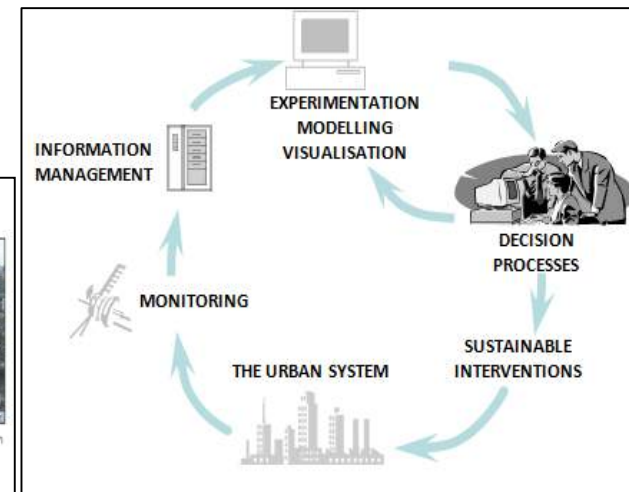 EXPERIMENTATION
MODELLING
VISUALISATION
INFORMATION
MANAGEMENT
DECISION
PROCESSES
MONITORING
SUSTAINABLE
INTERVENTIONS
THE URBAN SYSTEM